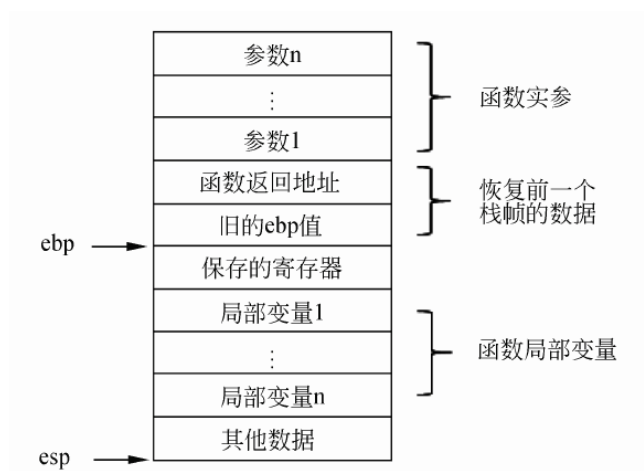 参数n
⋮
参数1
函数实参
函数返回地址
旧的ebp值
恢复前一个
栈帧的数据
ebp
保存的寄存器
局部变量1
⋮
局部变量n
函数局部变量
其他数据
esp